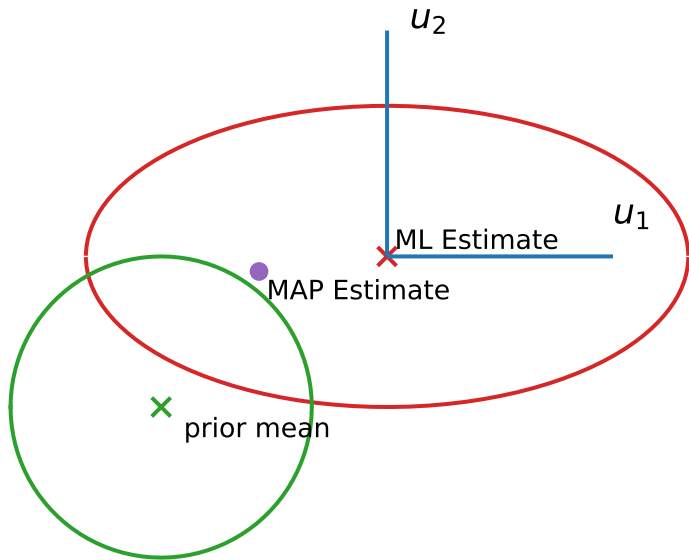 u₂
u₁
ML Estimate
MAP Estimate
prior mean